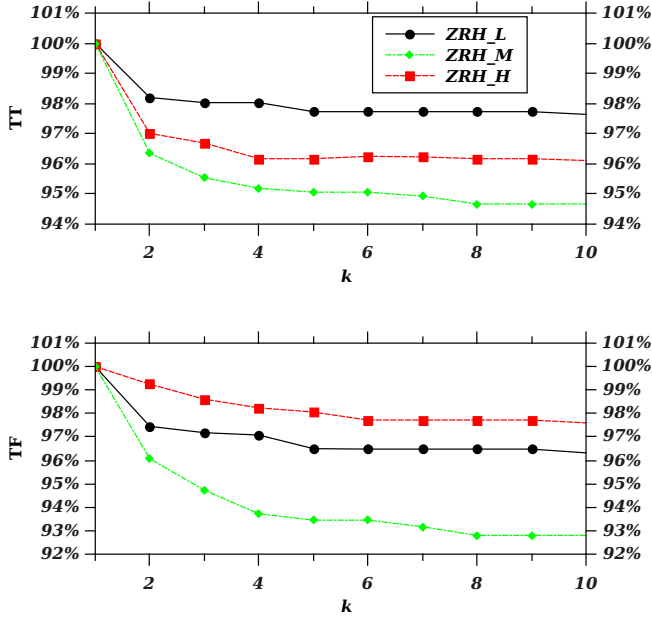 101% 101%
100% 100%
99% 99%
98% 98%
97% 97%
96% 96%
95% 95%
94% 94%
TT
ZRH_L
ZRH_M
ZRH_H
2 4 6 8 10
k
101% 101%
100% 100%
99% 99%
98% 98%
97% 97%
96% 96%
95% 95%
94% 94%
93% 93%
92% 92%
TF
2 4 6 8 10
k